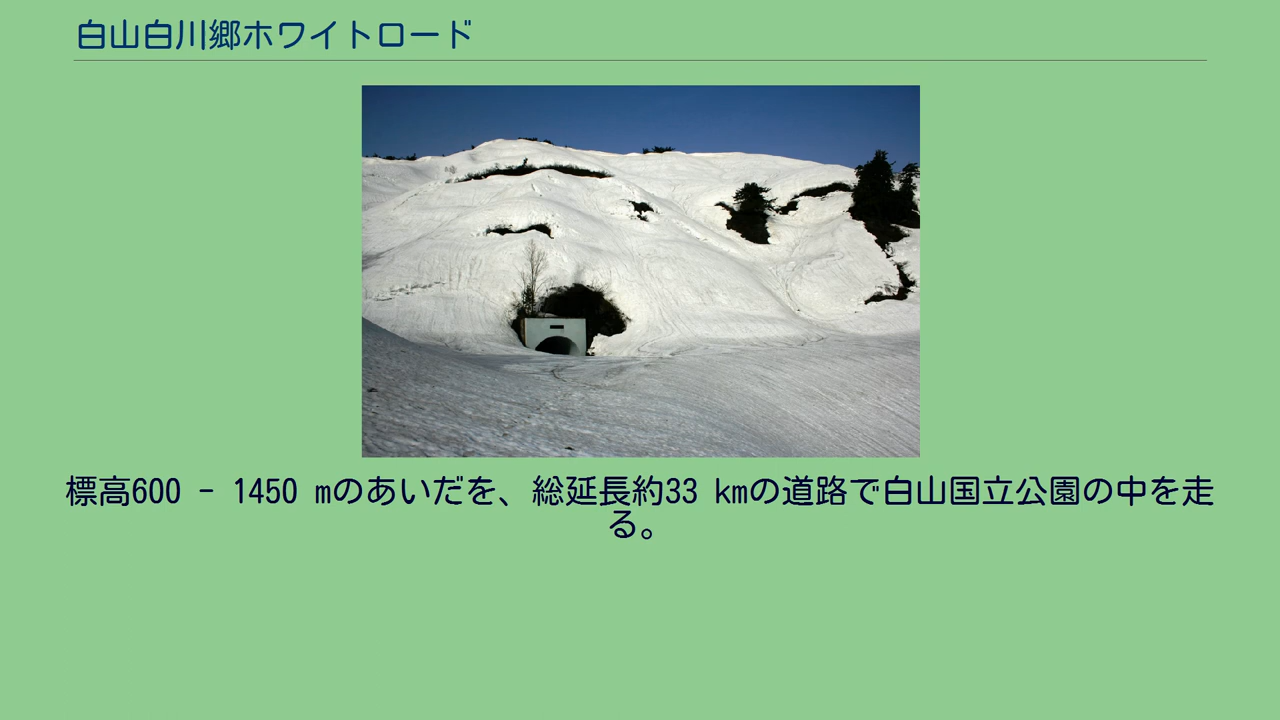 白山白川郷ホワイトロード
標高600 - 1450 mのあいだを、総延長約33 kmの道路で白山国立公園の中を走
る。